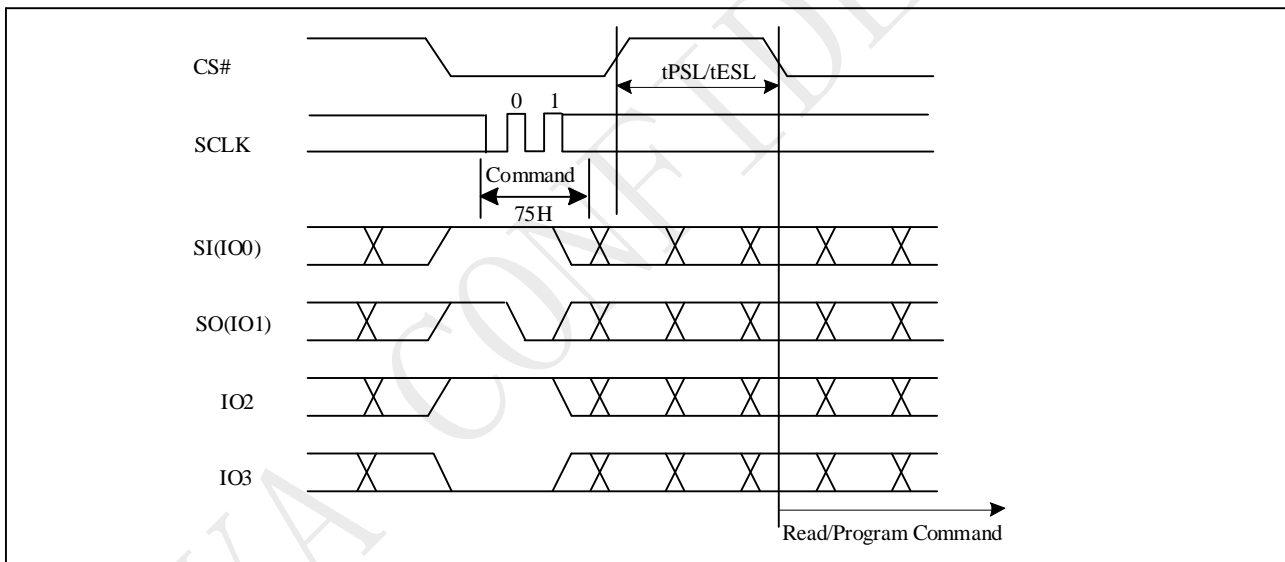 CS#
tPSL/tESL
0 1
SCLK
Command
75H
SI(IO0)
SO(IO1)
IO2
IO3
Read/Program Command